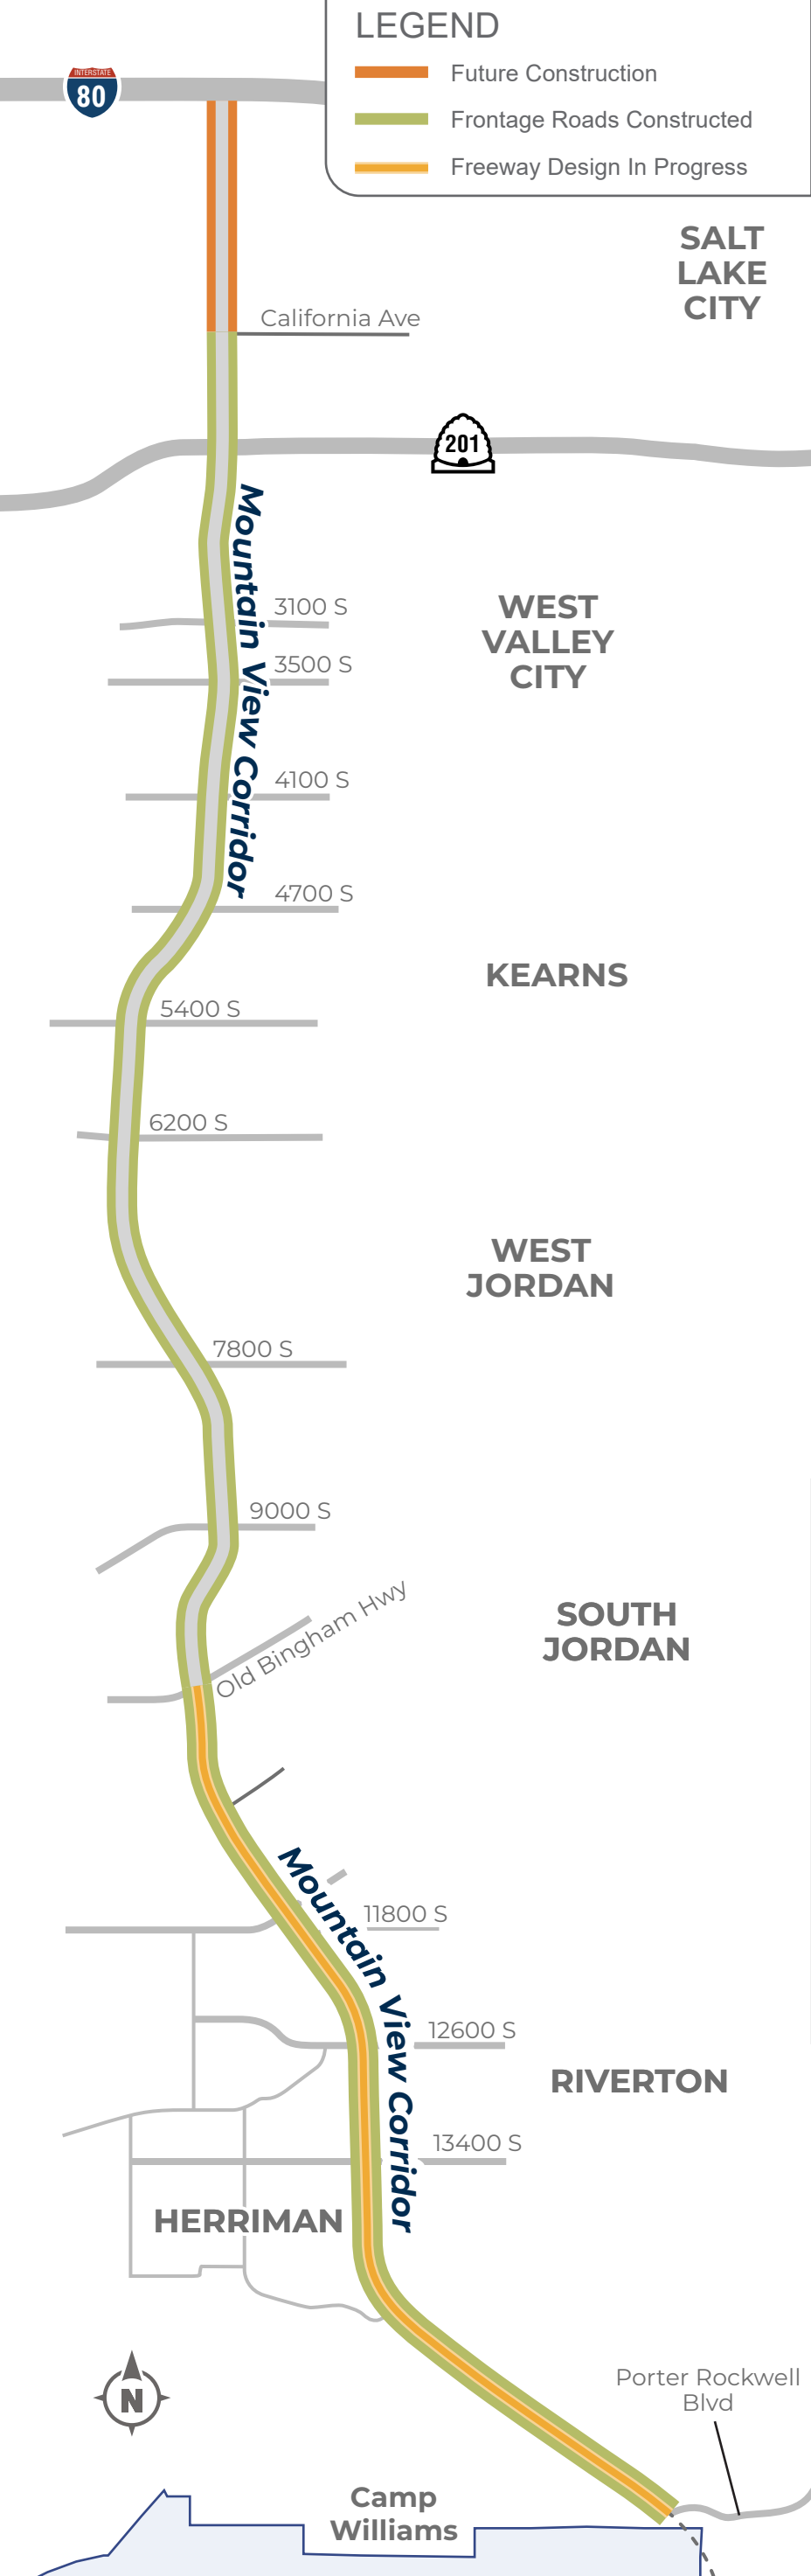 LEGEND
Future Construction
Frontage Roads Constructed
Freeway Design In Progress
INTERSTATE
80
SALT
LAKE
CITY
California Ave
201
Mountain View Corridor
3100 S
WEST
VALLEY
CITY
3500 S
4100 S
4700 S
KEARNS
5400 S
6200 S
WEST
JORDAN
7800 S
9000 S
Old Bingham Hwy
SOUTH
JORDAN
Mountain View Corridor
11800 S
12600 S
RIVERTON
13400 S
HERRIMAN
N
Porter Rockwell
Blvd
Camp
Williams